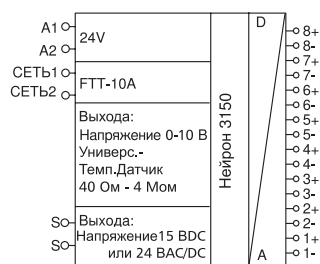 A1
A2
24V
СЕТЬ1
СЕТЬ2
FTT-10A
Выхода:
Напряжение 0-10 В
Универс.-
Темп.Датчик
40 Ом - 4 Мом
SO
SO
Выхода:
Напряжение15 BDC
или 24 BAC/DC
Нейрон 3150
D
A
8+
8-
7+
7-
6+
6-
5+
5-
4+
4-
3+
3-
2+
2-
1+
1-